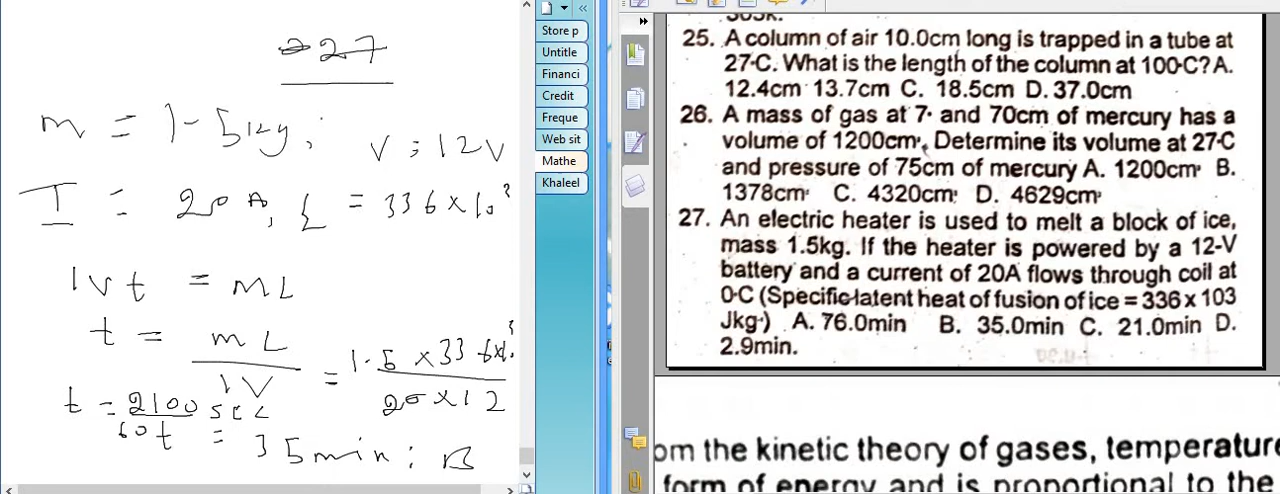 27
m = 1.5kg; V = 12V
I = 20A, L = 336x10³
IVt = mL
t = mL / IV = 1.5 x 336x10³ / 20 x 12
t = 2100 sec / 60
t = 35min : B
Store p
Untitle
Financi
Credit
Freque
Web sit
Mathe
Khaleel
303K.
25. A column of air 10.0cm long is trapped in a tube at
27◦C. What is the length of the column at 100◦C? A.
12.4cm 13.7cm C. 18.5cm D. 37.0cm
26. A mass of gas at 7◦ and 70cm of mercury has a
volume of 1200cm³. Determine its volume at 27◦C
and pressure of 75cm of mercury A. 1200cm³ B.
1378cm³ C. 4320cm³ D. 4629cm³
27. An electric heater is used to melt a block of ice,
mass 1.5kg. If the heater is powered by a 12-V
battery and a current of 20A flows through coil at
0◦C (Specific latent heat of fusion of ice = 336 x 103
Jkg-) A. 76.0min B. 35.0min C. 21.0min D.
2.9min.
om the kinetic theory of gases, temperature
form of energy and is proportional to the